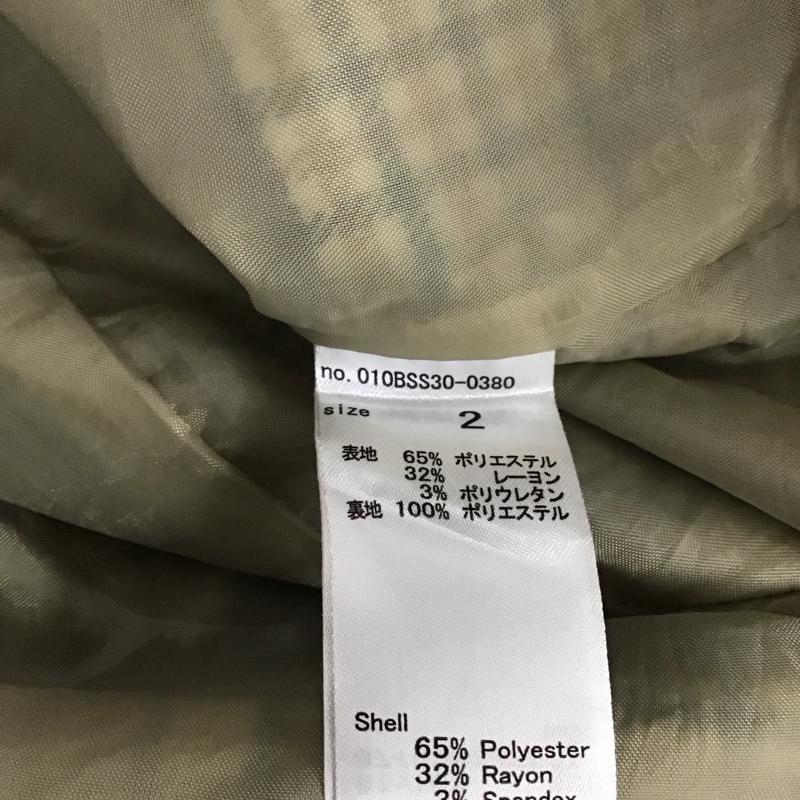 no. 010BSS30-0380
size 2
表地 65% ポリエステル
32% レーヨン
3% ポリウレタン
裏地 100% ポリエステル
Shell
65% Polyester
32% Rayon
3% Spandex